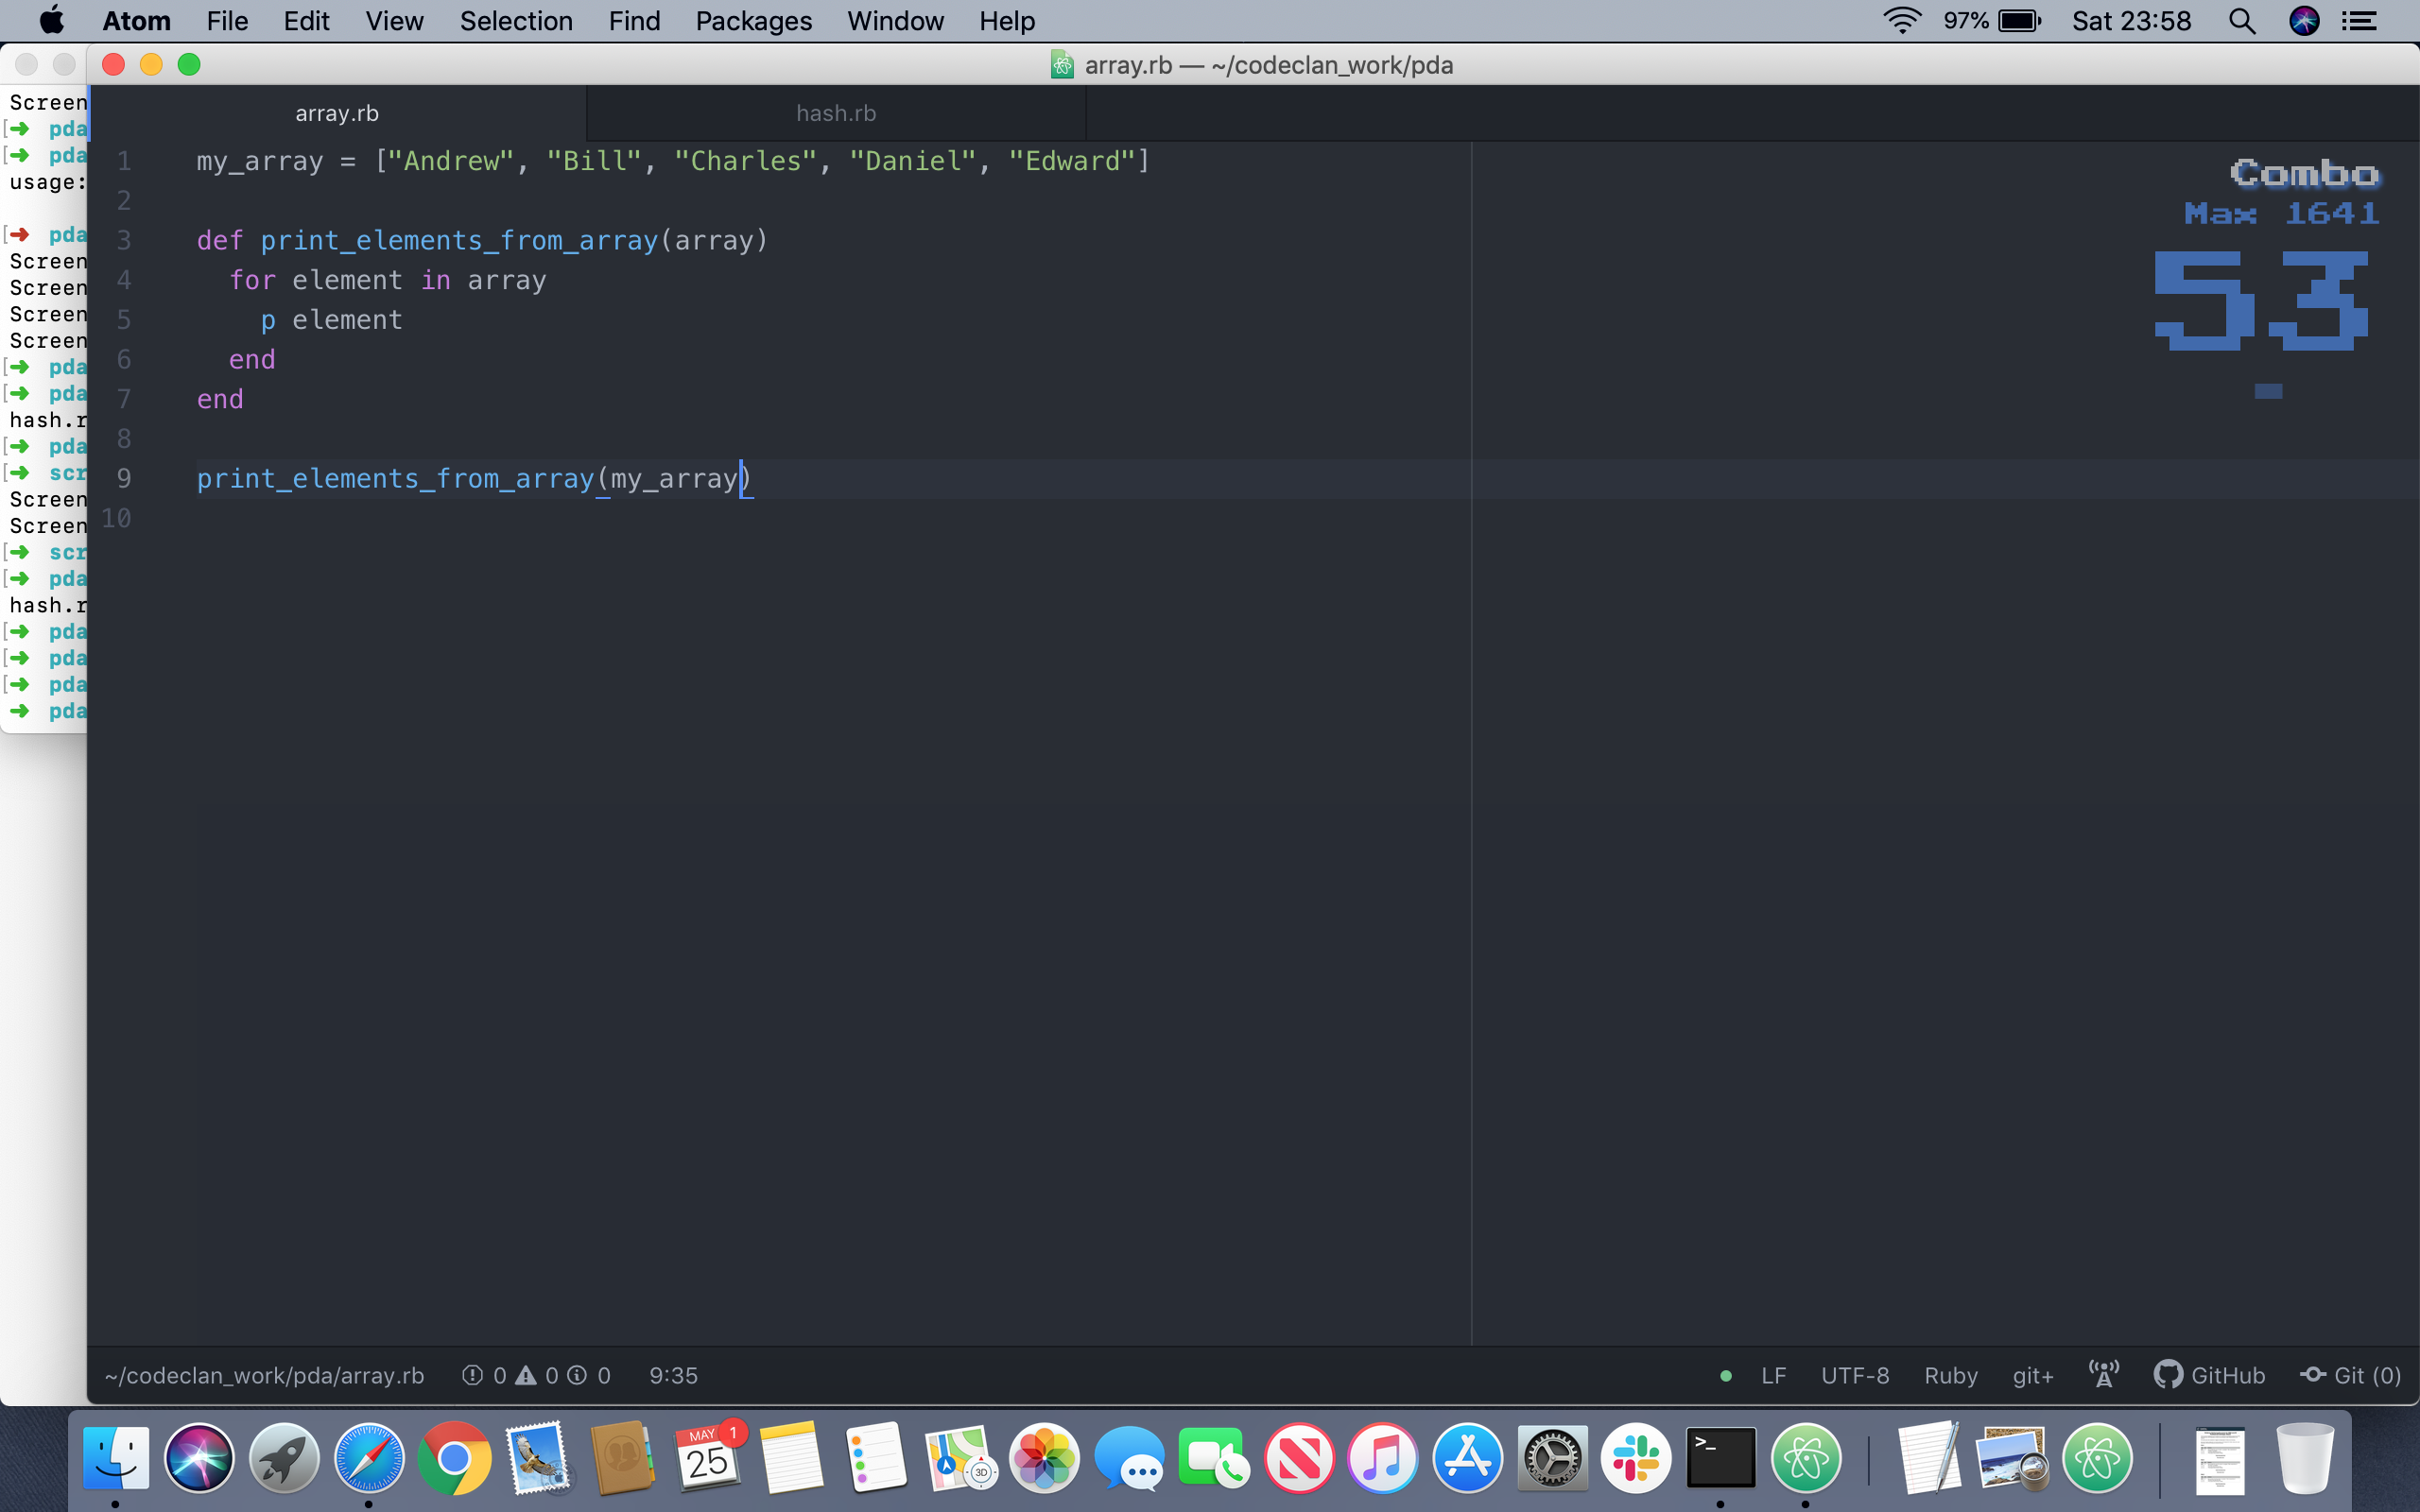 Atom File Edit View Selection Find Packages Window Help 97% Sat 23:58
array.rb — ~/codeclan_work/pda
array.rb hash.rb
Screen
pda
pda
usage:
pda
Screen
Screen
Screen
Screen
pda
pda
hash.r
pda
scr
Screen
Screen
scr
pda
hash.r
pda
pda
pda
pda
1 my_array = ["Andrew", "Bill", "Charles", "Daniel", "Edward"]
2
3 def print_elements_from_array(array)
4 for element in array
5 p element
6 end
7 end
8
9 print_elements_from_array(my_array)
10
Combo
Max 1641
53
~/codeclan_work/pda/array.rb 0 0 0 9:35 LF UTF-8 Ruby git+ GitHub Git (0)
MAY 1
25
3D
>_